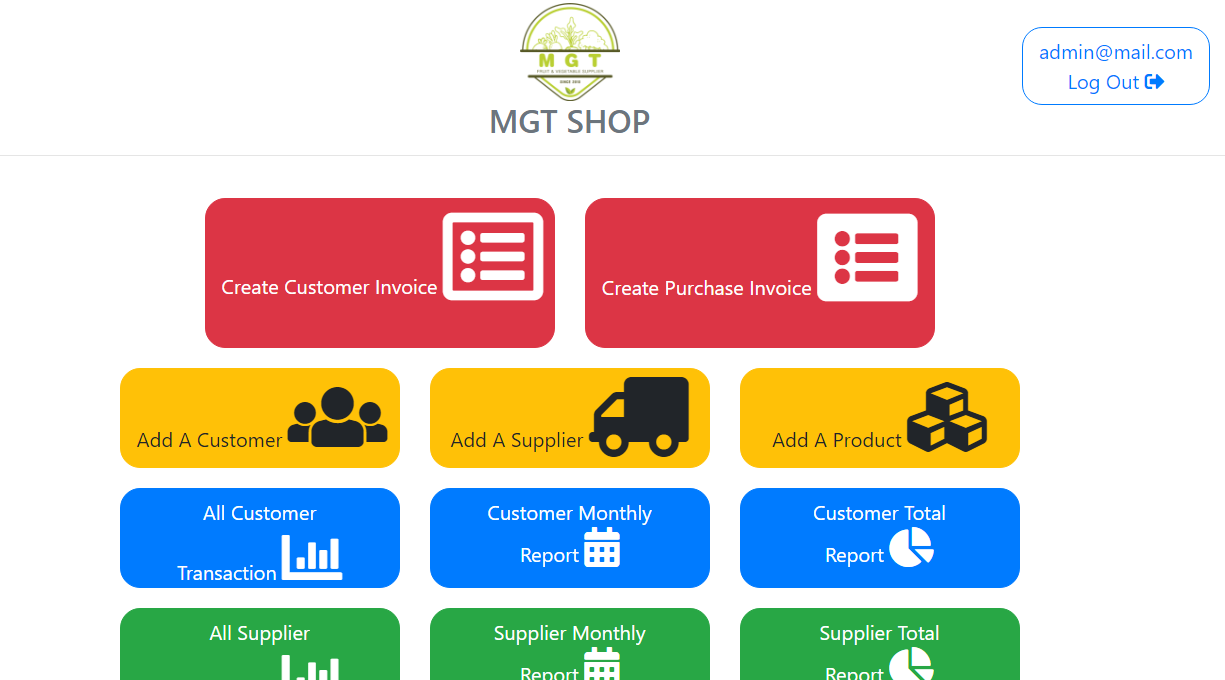 M G T
FRUIT & VEGETABLE SUPPLIER
SINCE 2010
MGT SHOP
admin@mail.com
Log Out
Create Customer Invoice
Create Purchase Invoice
Add A Customer
Add A Supplier
Add A Product
All Customer
Transaction
Customer Monthly
Report
Customer Total
Report
All Supplier
Supplier Monthly
Report
Supplier Total
Report